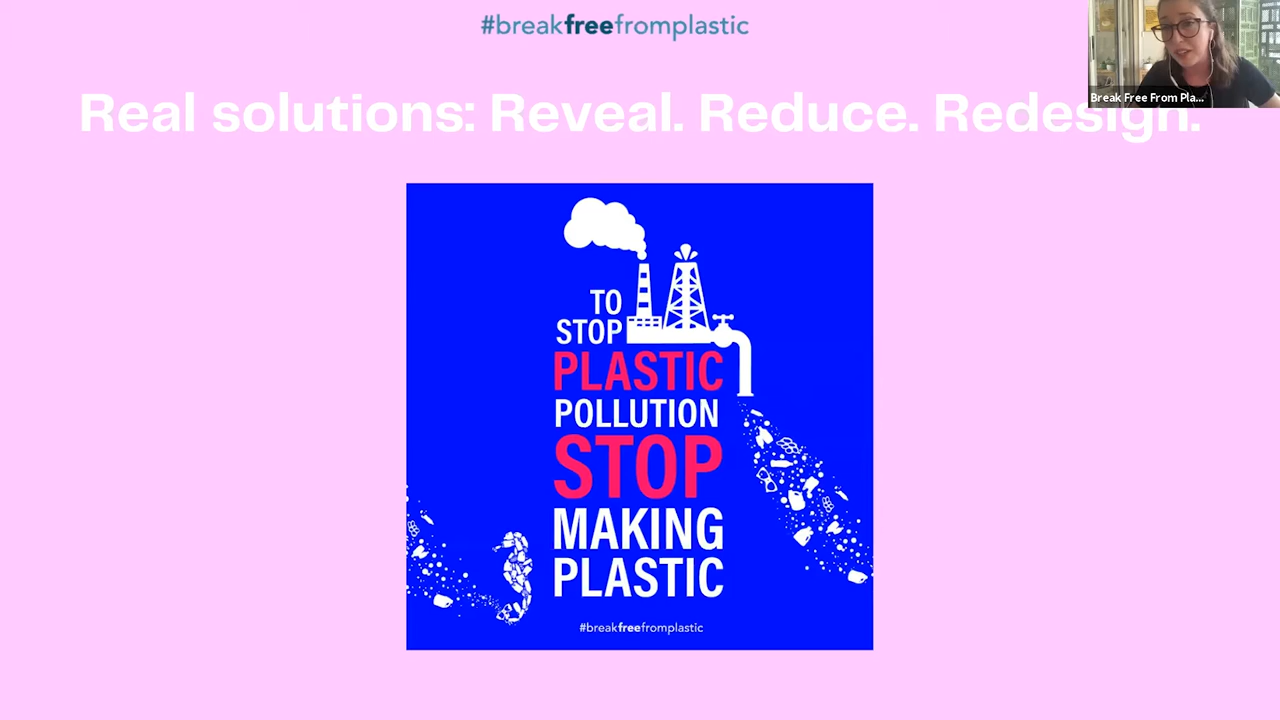 #breakfreefromplastic
Break Free From Pla...
Real solutions: Reveal. Reduce. Redesign.
TO
STOP
PLASTIC
POLLUTION
STOP
MAKING
PLASTIC
#breakfreefromplastic